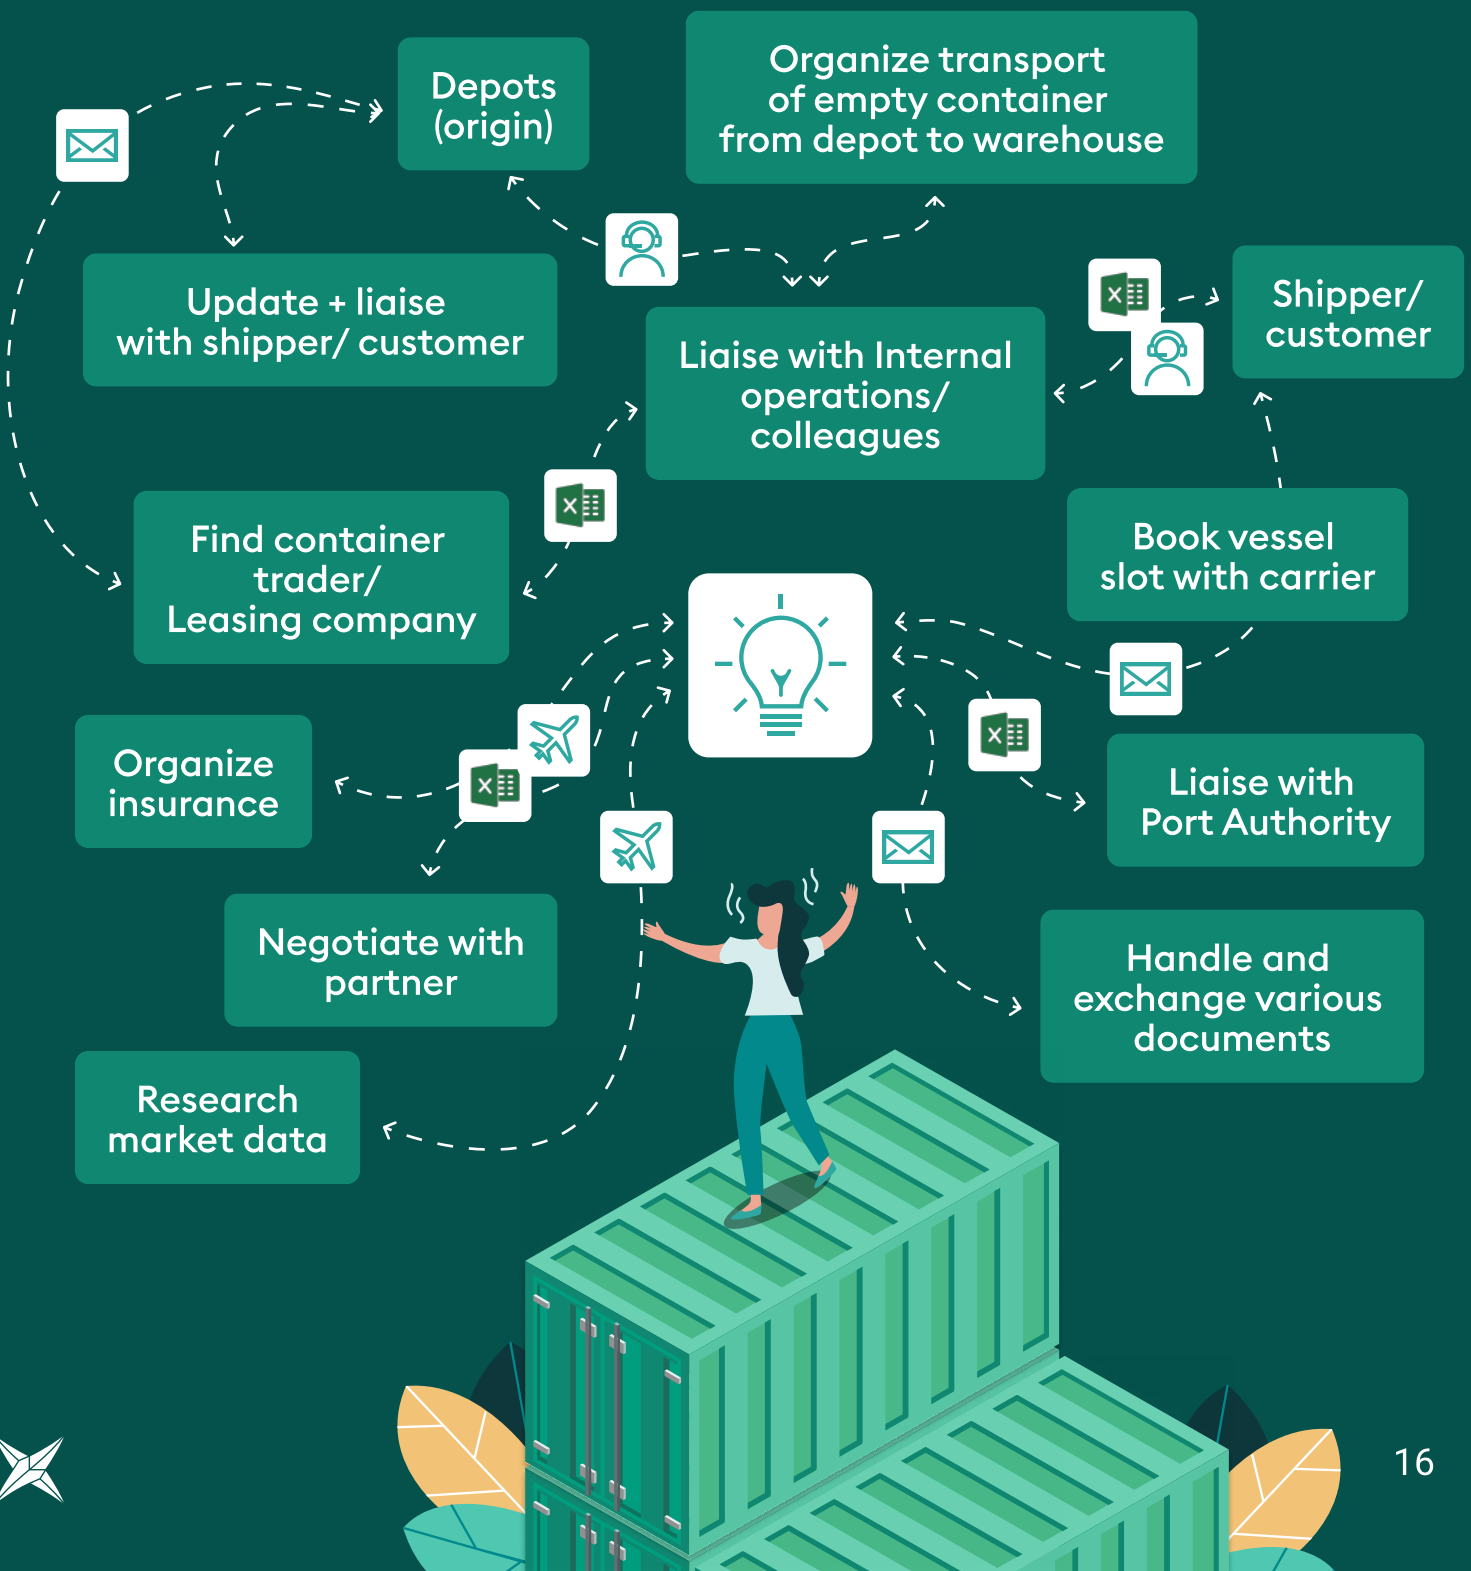 Depots
(origin)
Organize transport
of empty container
from depot to warehouse
Update + liaise
with shipper/ customer
Liaise with Internal
operations/
colleagues
X
Shipper/
customer
Find container
trader/
Leasing company
X
Book vessel
slot with carrier
Organize
insurance
X
X
Liaise with
Port Authority
Negotiate with
partner
Handle and
exchange various
documents
Research
market data
16